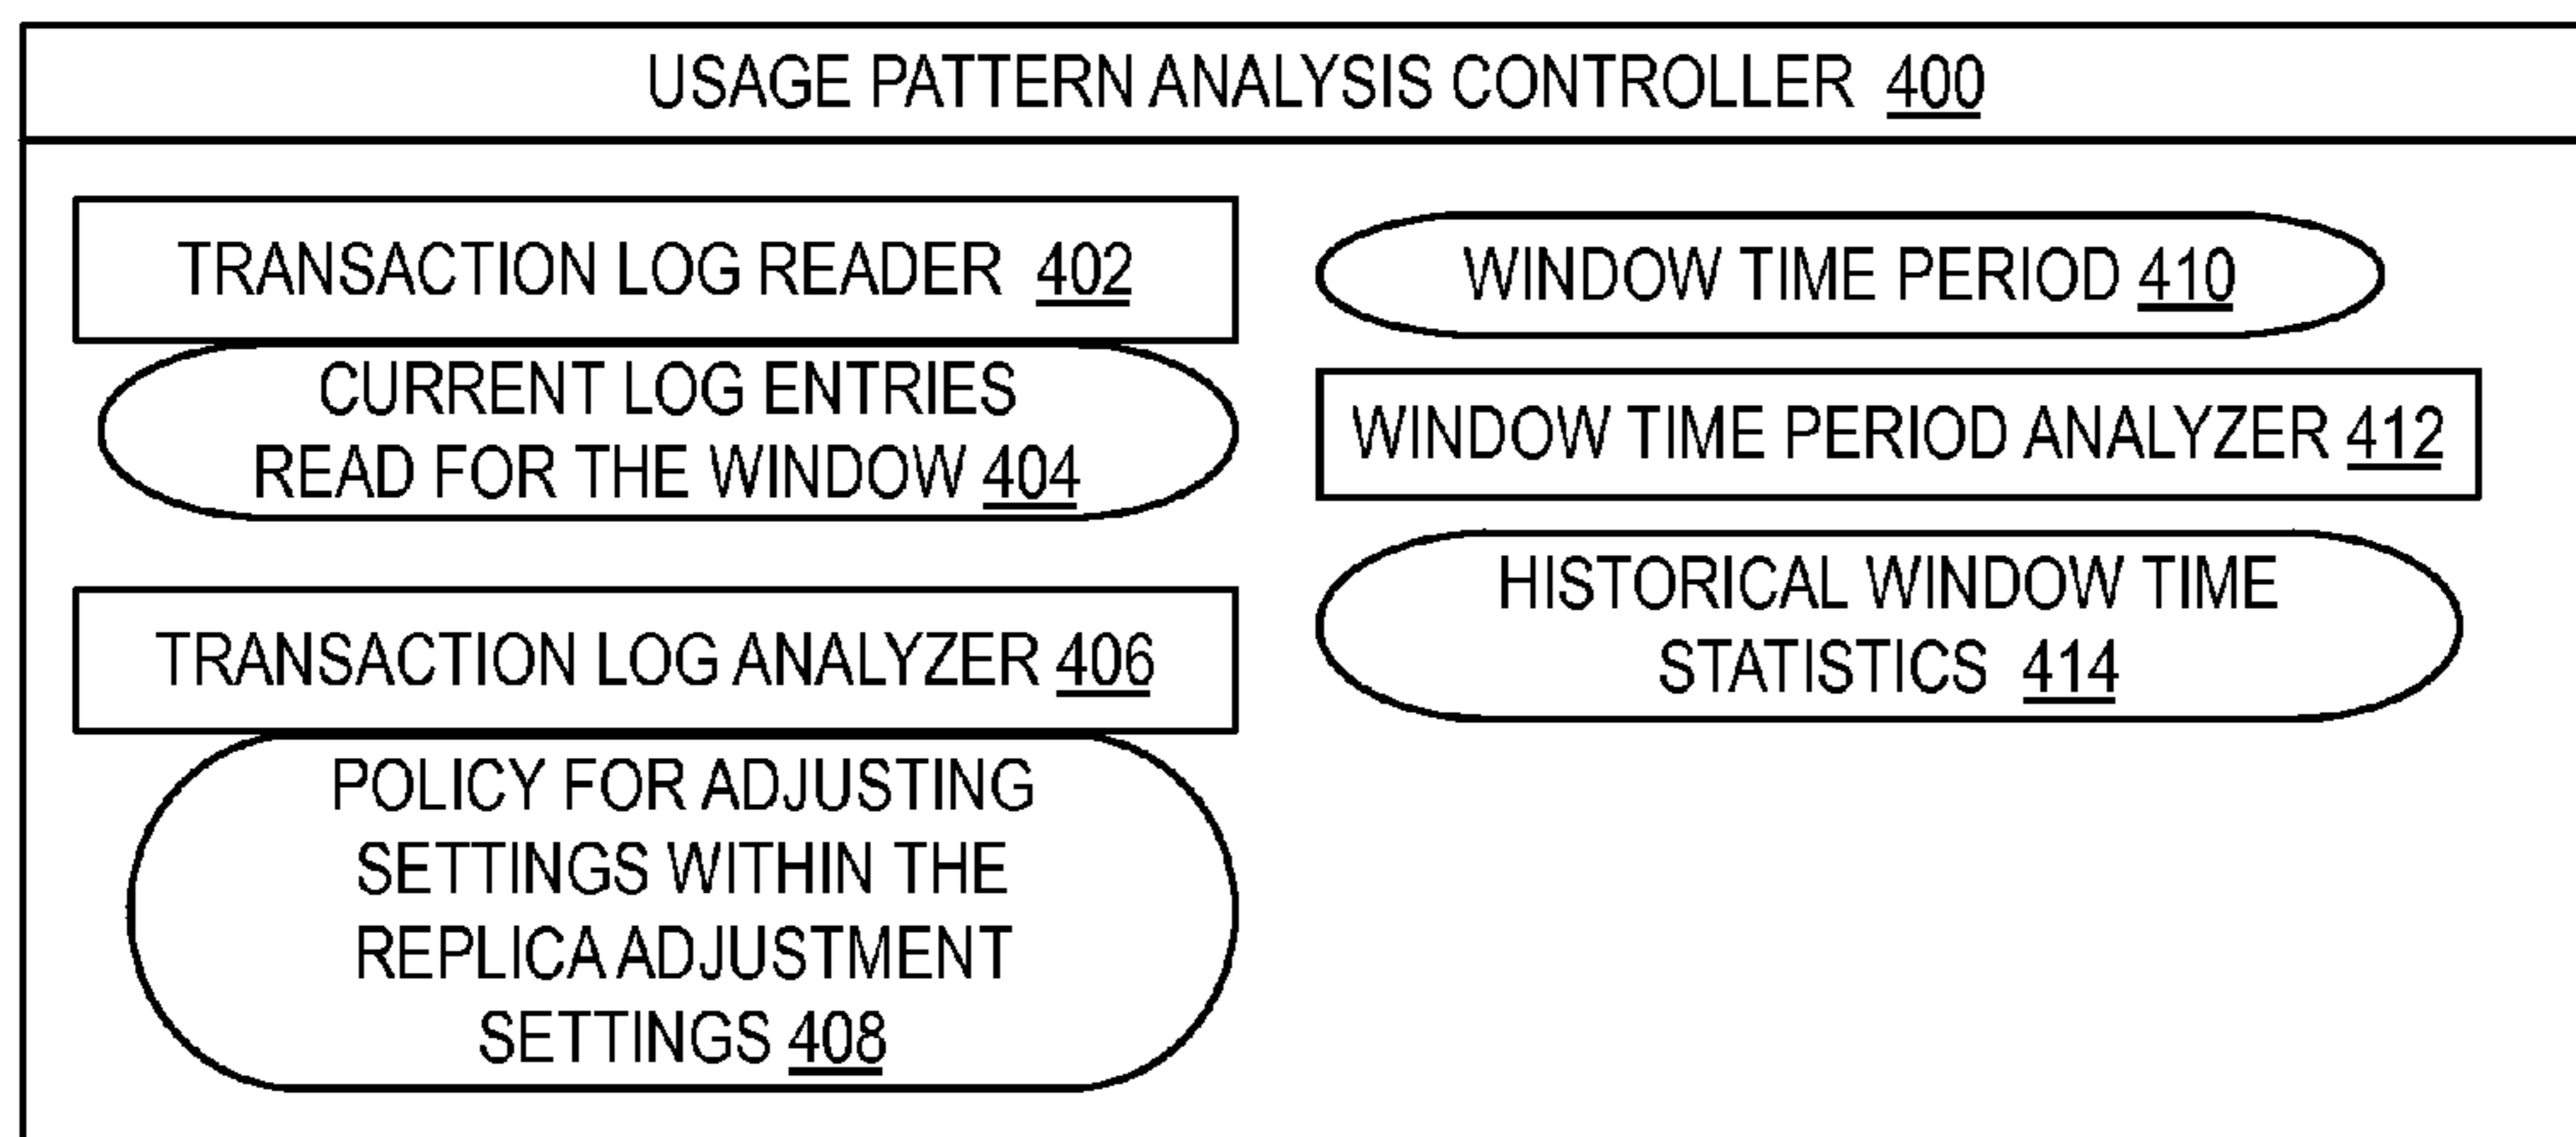 USAGE PATTERN ANALYSIS CONTROLLER 400
TRANSACTION LOG READER 402
CURRENT LOG ENTRIES
READ FOR THE WINDOW 404
TRANSACTION LOG ANALYZER 406
POLICY FOR ADJUSTING
SETTINGS WITHIN THE
REPLICA ADJUSTMENT
SETTINGS 408
WINDOW TIME PERIOD 410
WINDOW TIME PERIOD ANALYZER 412
HISTORICAL WINDOW TIME
STATISTICS 414